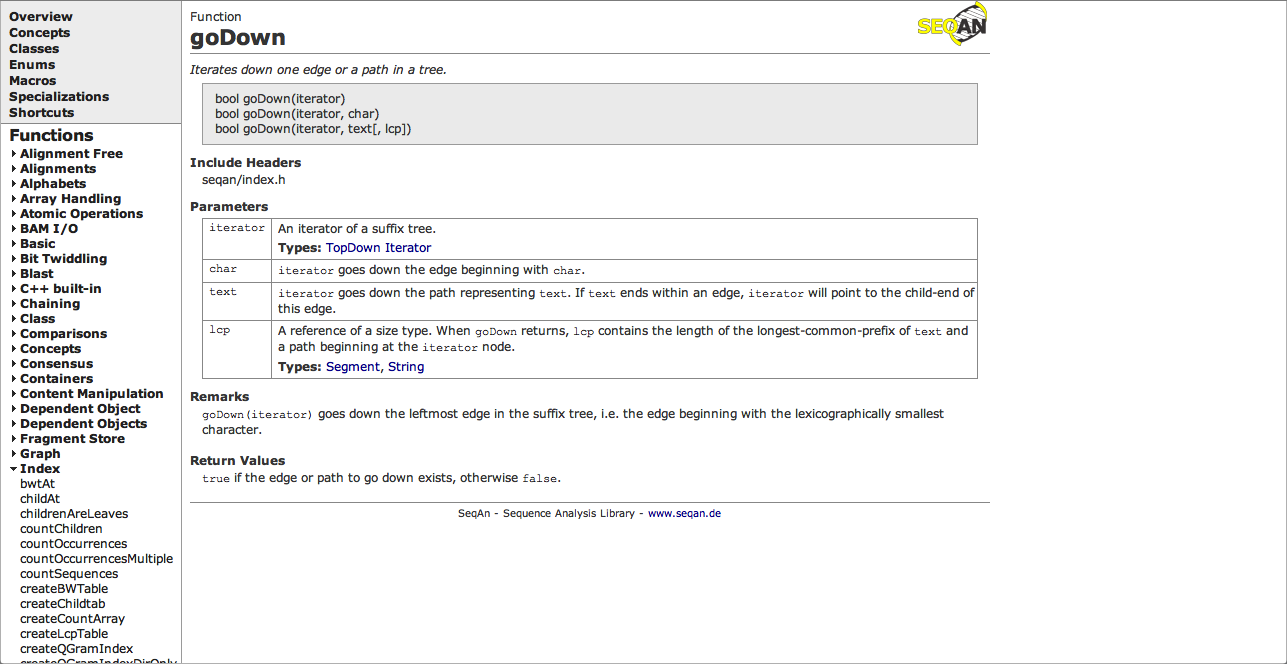 Overview
Concepts
Classes
Enums
Macros
Specializations
Shortcuts
Functions
Alignment Free
Alignments
Alphabets
Array Handling
Atomic Operations
BAM I/O
Basic
Bit Twiddling
Blast
C++ built-in
Chaining
Class
Comparisons
Concepts
Consensus
Containers
Content Manipulation
Dependent Object
Dependent Objects
Fragment Store
Graph
Index
bwtAt
childAt
childrenAreLeaves
countChildren
countOccurrences
countOccurrencesMultiple
countSequences
createBWTable
createChildtab
createCountArray
createLcpTable
createQGramIndex
createQGramIndexDirOnly
Function
goDown
SEQAN
Iterates down one edge or a path in a tree.
bool goDown(iterator)
bool goDown(iterator, char)
bool goDown(iterator, text[, lcp])
Include Headers
seqan/index.h
Parameters
iterator An iterator of a suffix tree.
Types: TopDown Iterator
char iterator goes down the edge beginning with char.
text iterator goes down the path representing text. If text ends within an edge, iterator will point to the child-end of
this edge.
lcp A reference of a size type. When goDown returns, lcp contains the length of the longest-common-prefix of text and
a path beginning at the iterator node.
Types: Segment, String
Remarks
goDown(iterator) goes down the leftmost edge in the suffix tree, i.e. the edge beginning with the lexicographically smallest
character.
Return Values
true if the edge or path to go down exists, otherwise false.
SeqAn - Sequence Analysis Library - www.seqan.de